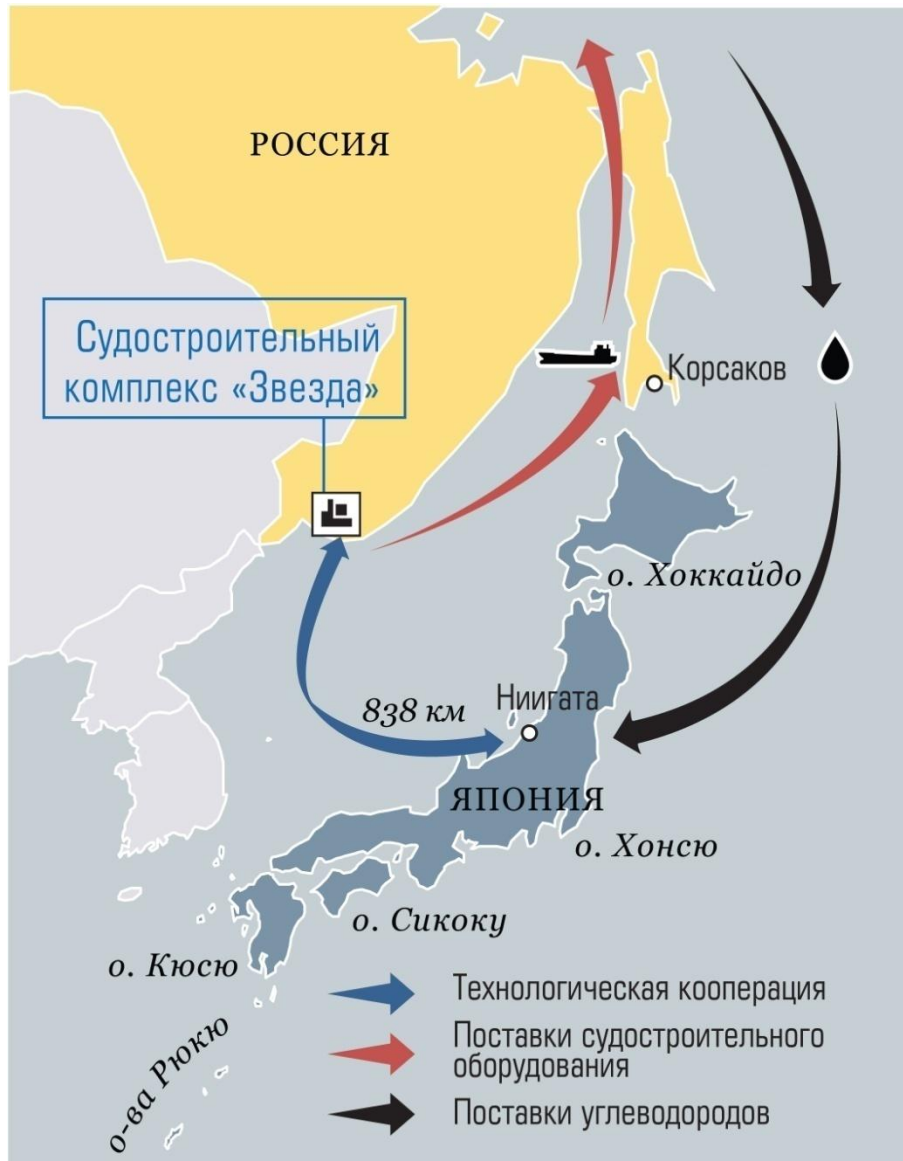 РОССИЯ
Судостроительный
комплекс «Звезда»
Корсаков
о. Хоккайдо
838 км
Ниигата
ЯПОНИЯ
о. Хонсю
о. Сикоку
о. Кюсю
о-ва Рюкю
Технологическая кооперация
Поставки судостроительного
оборудования
Поставки углеводородов